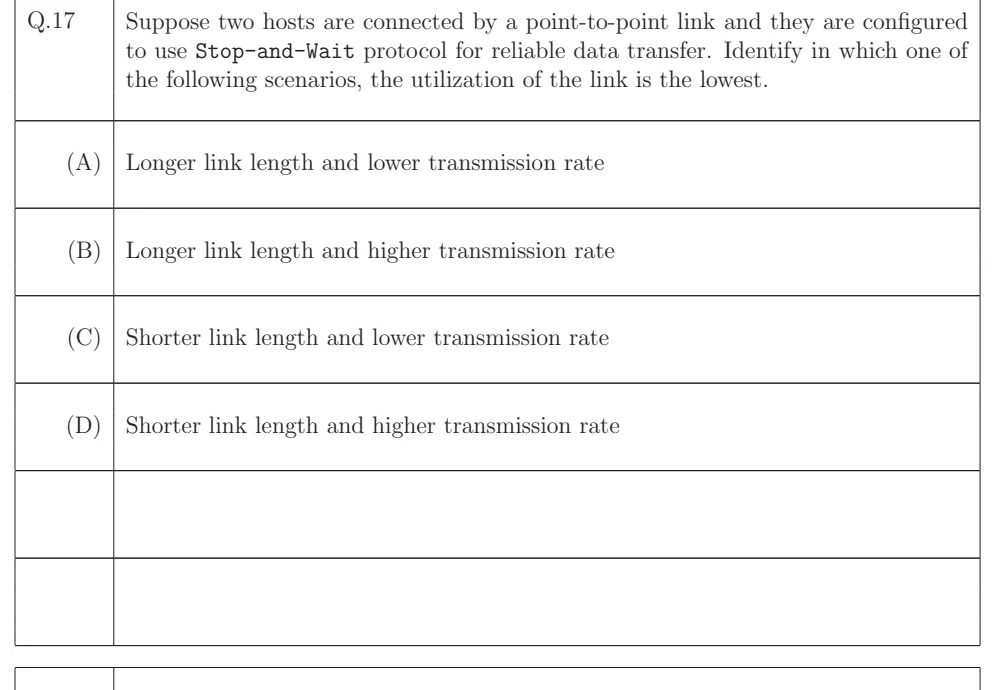 Q.17 Suppose two hosts are connected by a point-to-point link and they are configured
to use Stop-and-Wait protocol for reliable data transfer. Identify in which one of
the following scenarios, the utilization of the link is the lowest.
(A) Longer link length and lower transmission rate
(B) Longer link length and higher transmission rate
(C) Shorter link length and lower transmission rate
(D) Shorter link length and higher transmission rate